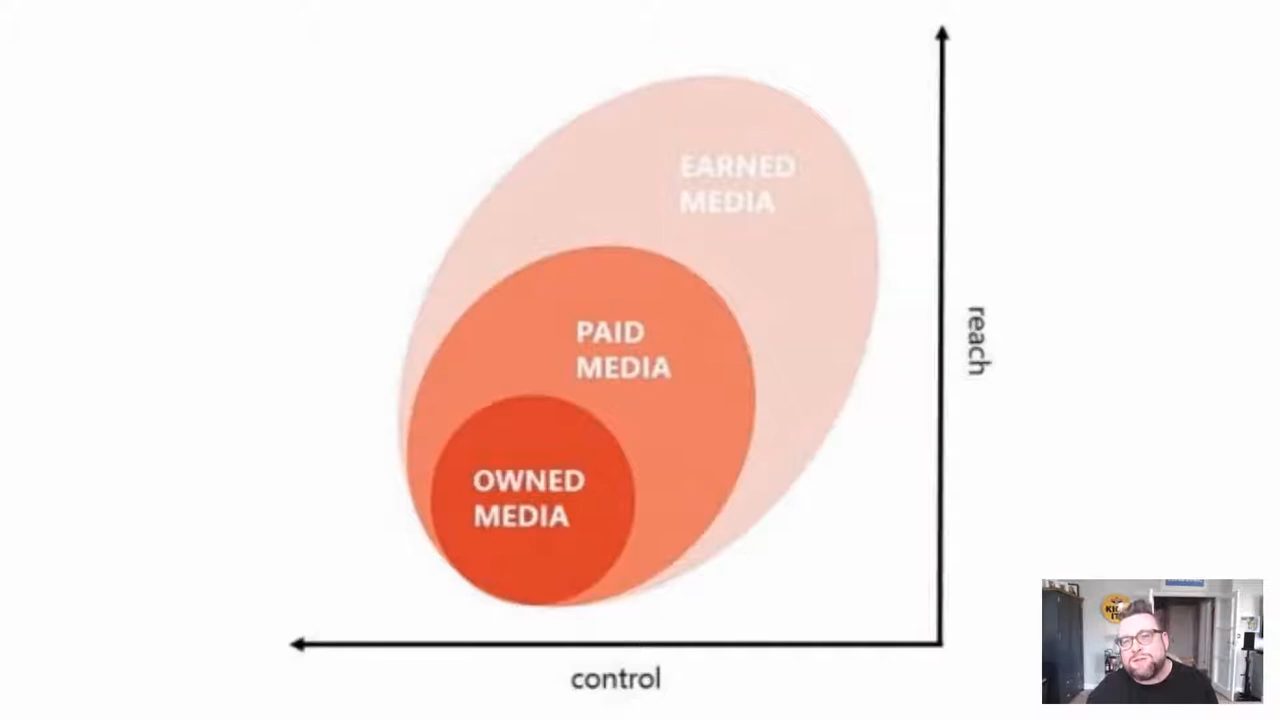 EARNED
MEDIA
reach
PAID
MEDIA
OWNED
MEDIA
control